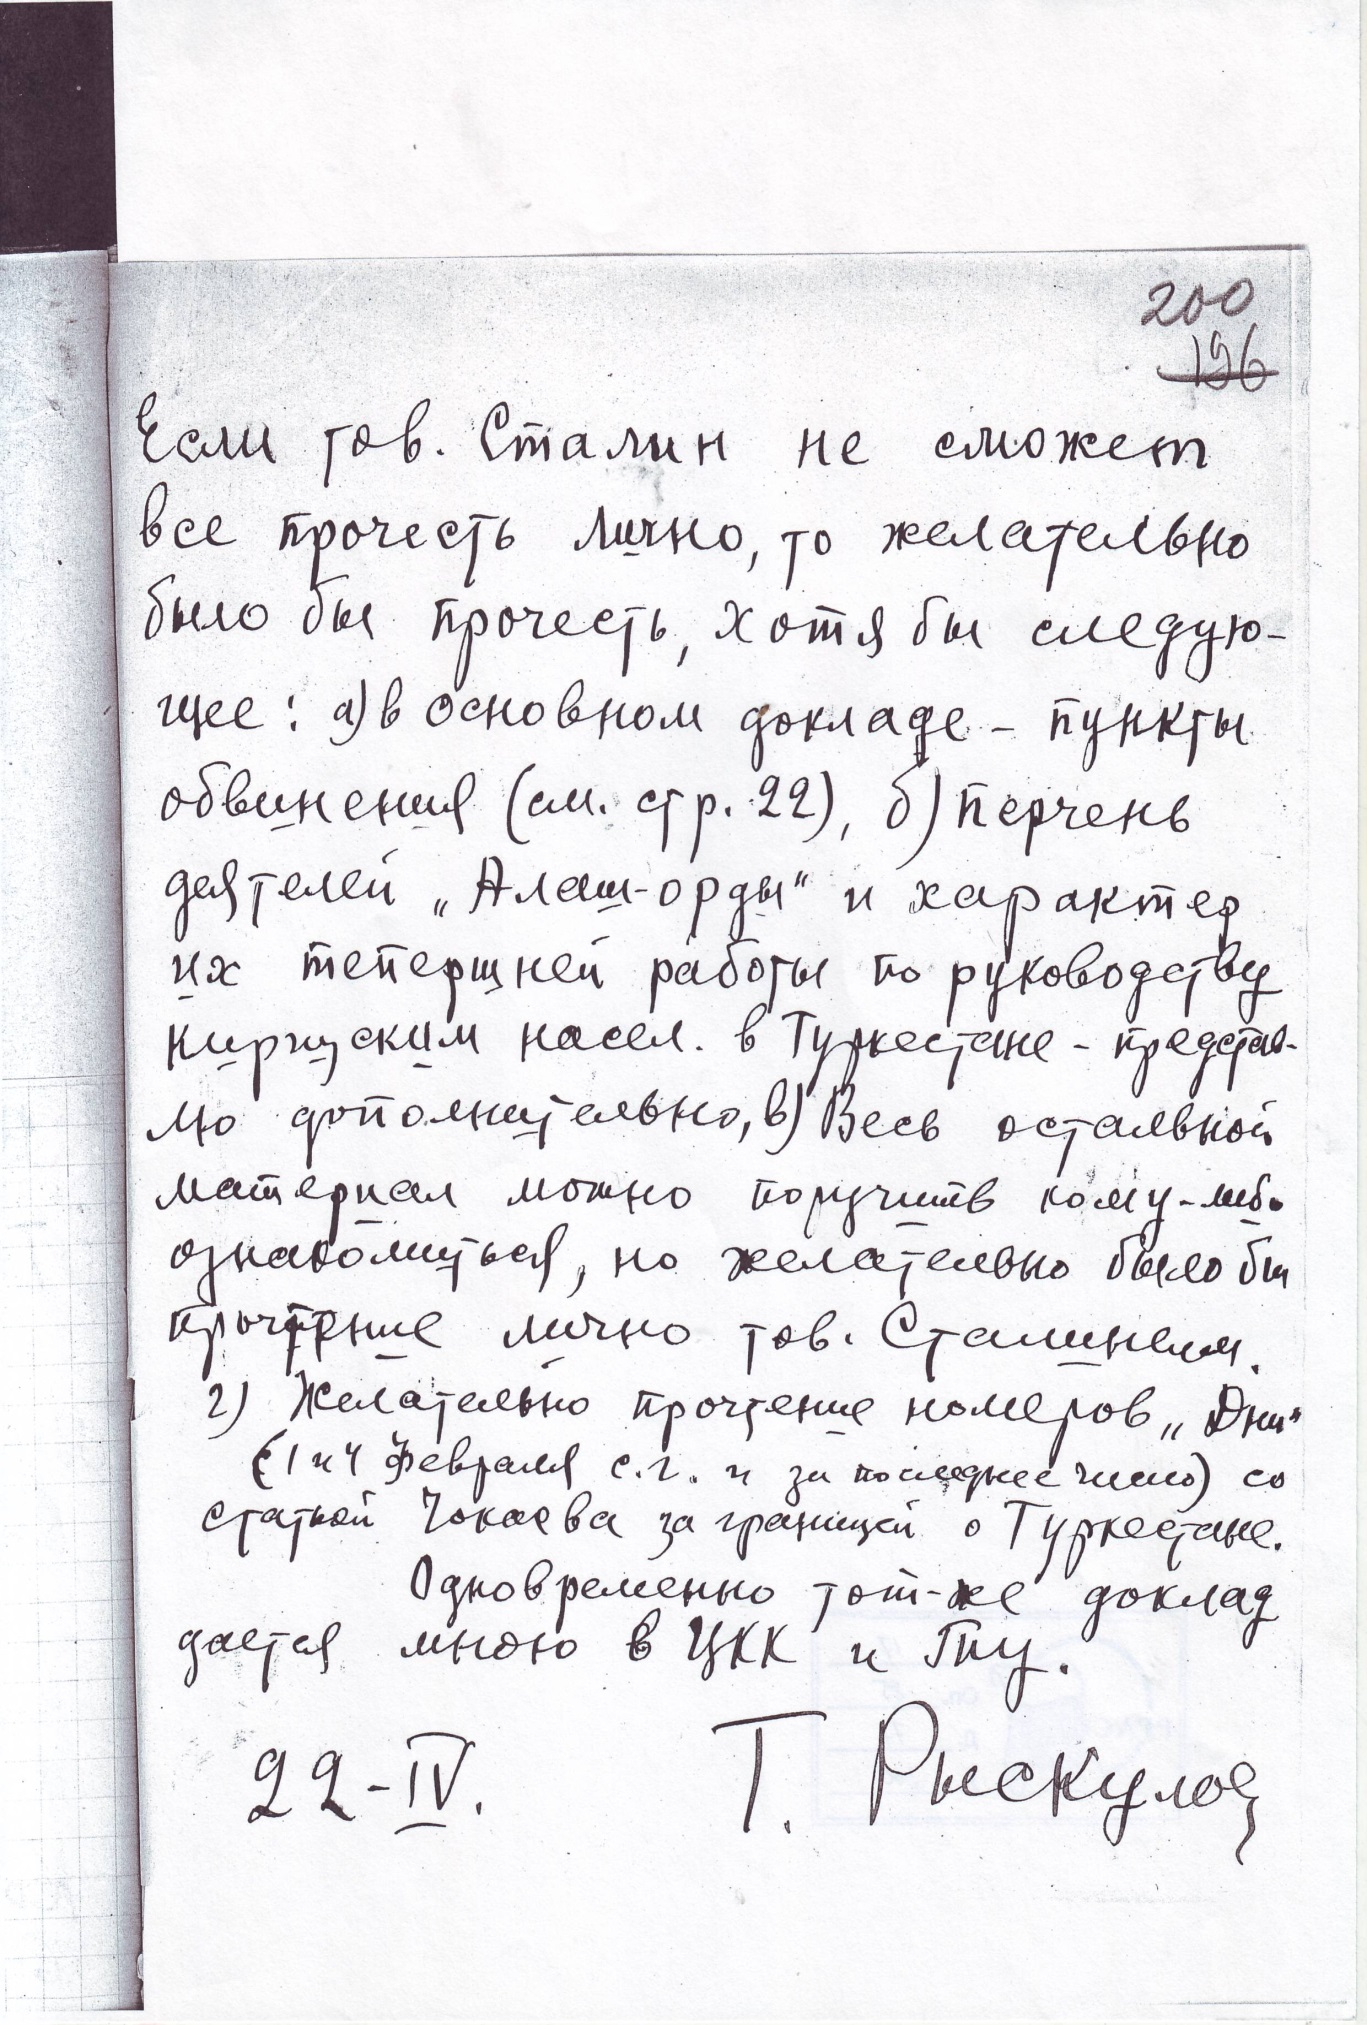 200
196
Если тов. Сталин не сможет
все прочесть лично, то желательно
было бы прочесть, хотя бы следую-
щее: а) в основном докладе - пункты
обвинения (см. стр. 22), б) перчень
деятелей „Алаш-орды“ и характер
их тепершней работы по руководству
киргизским насел. в Туркестане - представ-
лю дополнительно, в) Весь остальной
материал можно поручить кому-либо
ознакомиться, но желательно было бы
прочтение лично тов. Сталиным.
г) Желательно прочтение номеров „Дни“
(1 и 4 февраля с.г. и за последнее число) со
статьей Чокаева за границей о Туркестане.
Одновременно тот-же доклад
дается мною в ЦКК и ГПУ.
22-IV. Т. Рыскулов